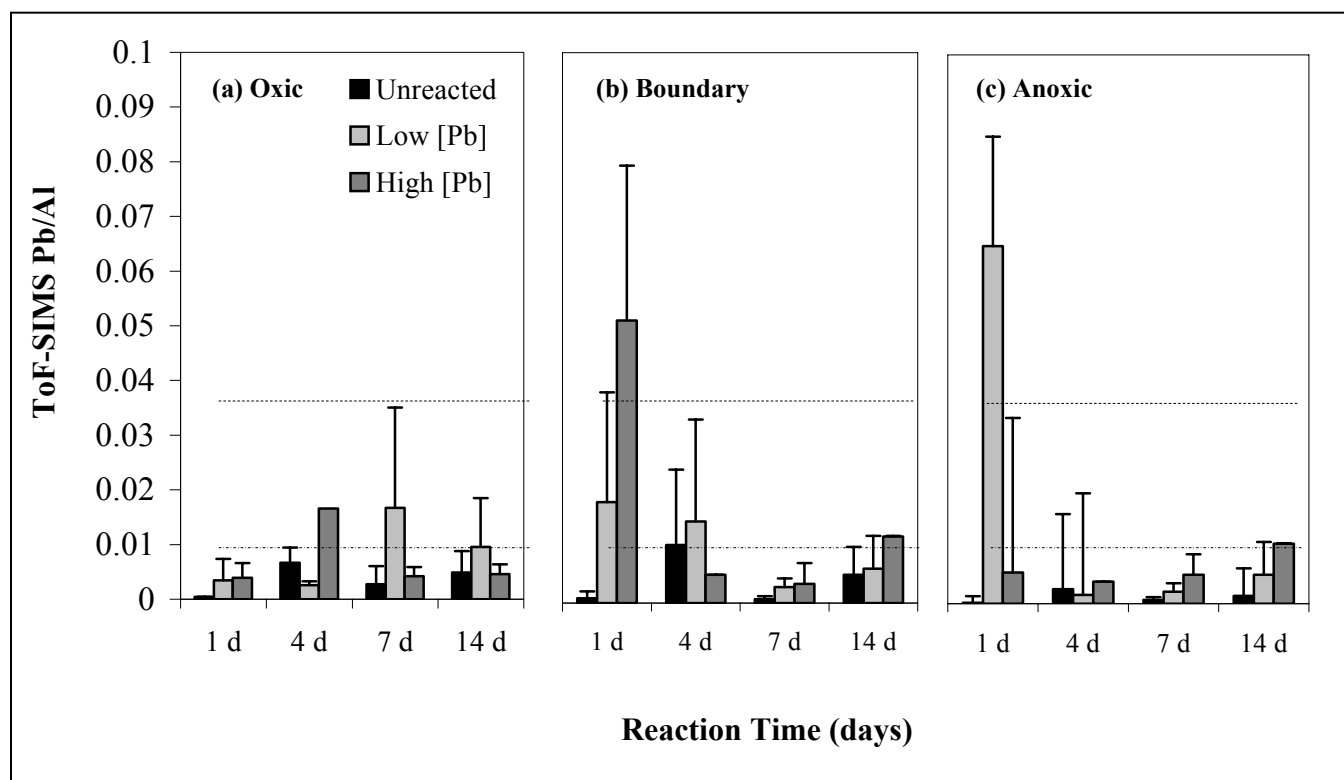 ToF-SIMS Pb/Al
0.1
0.09
0.08
0.07
0.06
0.05
0.04
0.03
0.02
0.01
0
(a) Oxic
Unreacted
Low [Pb]
High [Pb]
1 d 4 d 7 d 14 d
(b) Boundary
1 d 4 d 7 d 14 d
(c) Anoxic
1 d 4 d 7 d 14 d
Reaction Time (days)